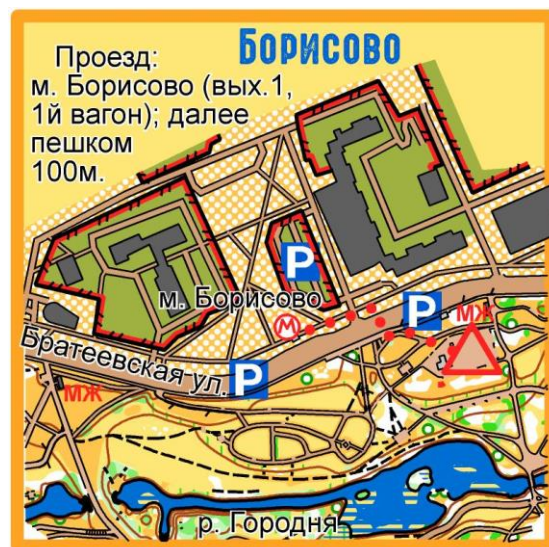 Борисово
Проезд:
м. Борисово (вых.1,
1й вагон); далее
пешком
100м.
P
м. Борисово
P
М
МЖ
Братеевская ул.
P
МЖ
р. Городня